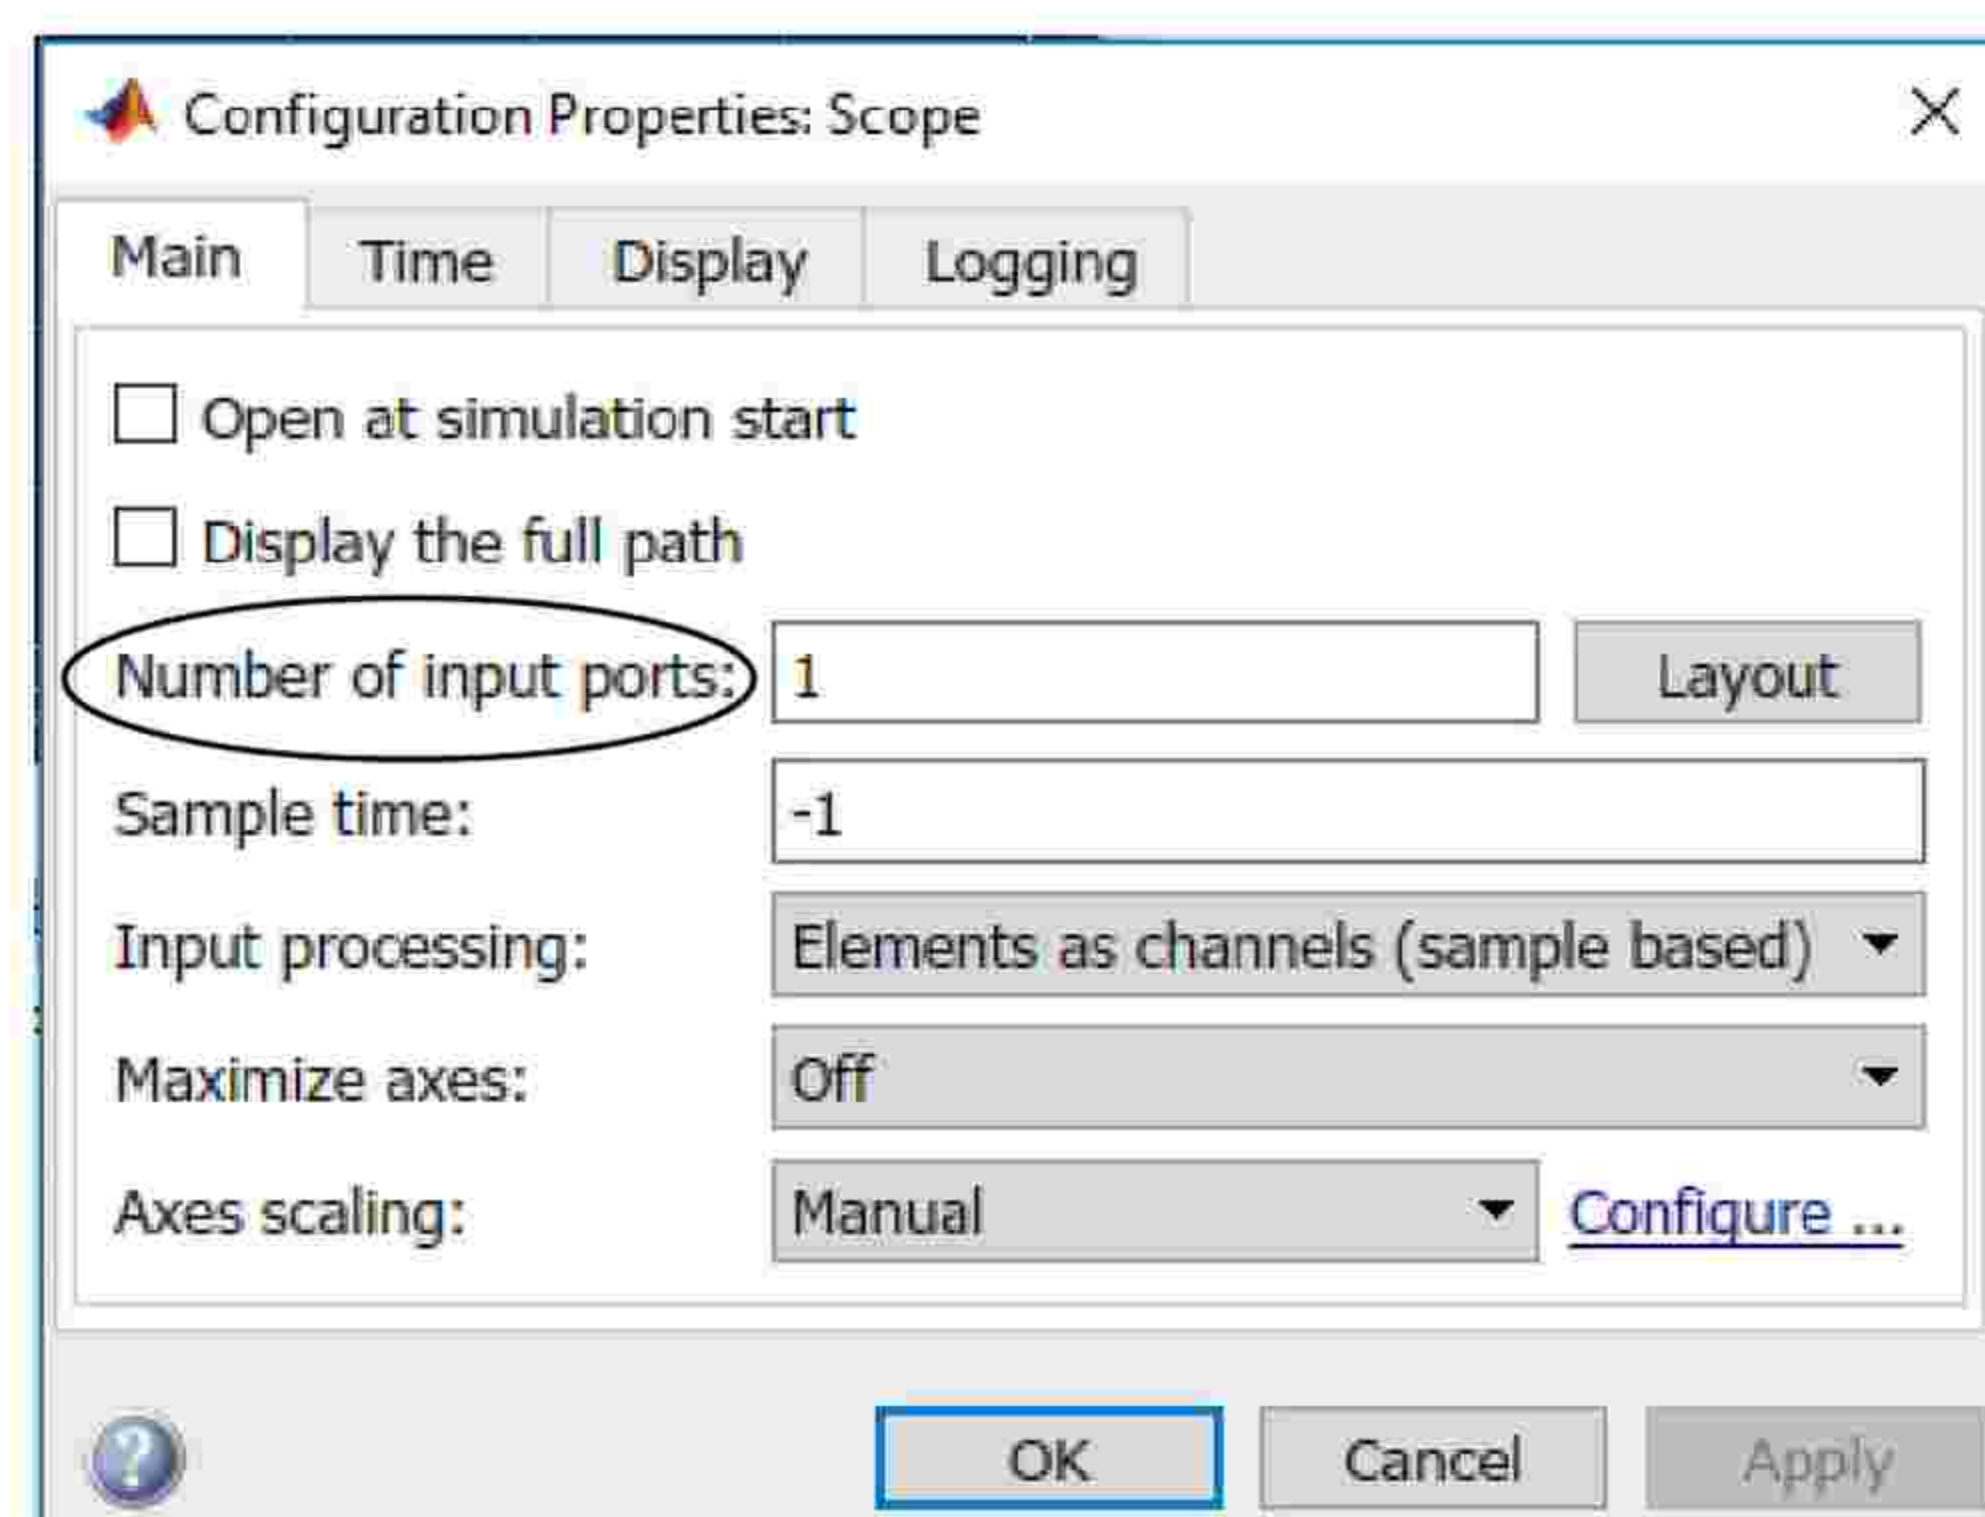 Configuration Properties: Scope
Main Time Display Logging
Open at simulation start
Display the full path
Number of input ports: 1 Layout
Sample time: -1
Input processing: Elements as channels (sample based)
Maximize axes: Off
Axes scaling: Manual Configure ...
? OK Cancel Apply